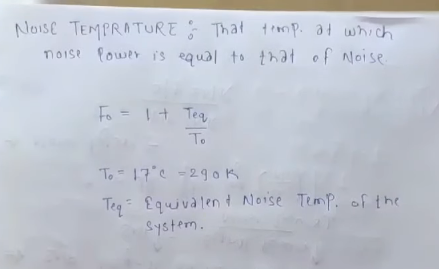 NOISE TEMPRATURE :- That temp. at which
noise Power is equal to that of Noise.
Fo = 1 + Teq
To
To = 17°c = 290 K
Teq = Equivalent Noise Temp. of the
system.